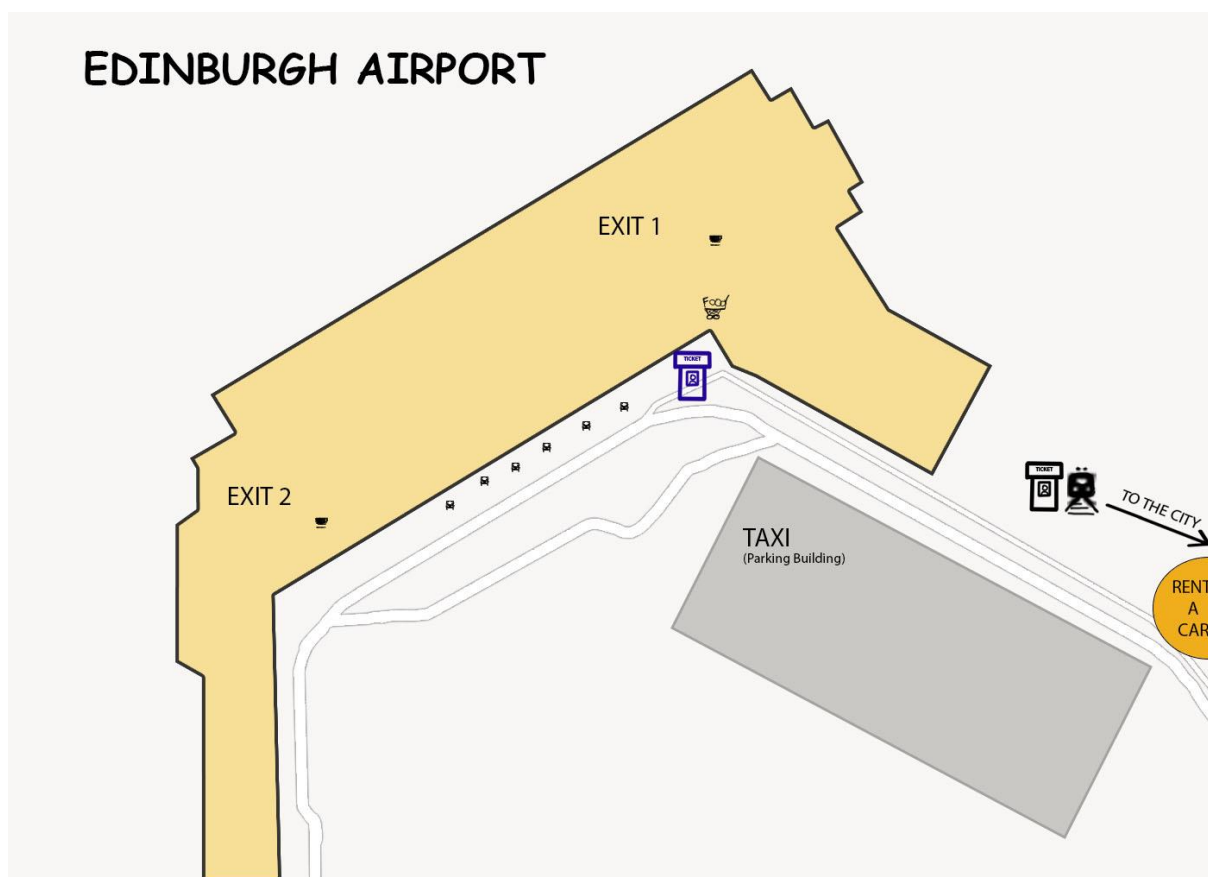 EDINBURGH AIRPORT
EXIT 1
FOOD
TICKET
EXIT 2
TICKET
TO THE CITY
TAXI
(Parking Building)
RENT
A
CAR